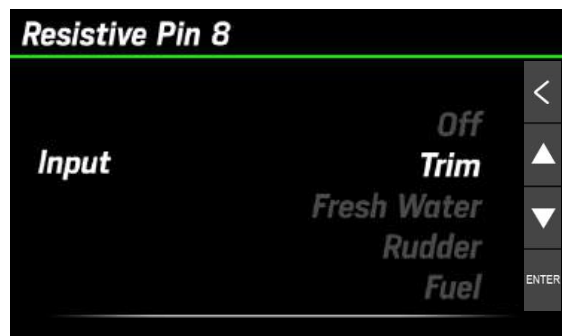 Resistive Pin 8
Off
Input Trim
Fresh Water
Rudder
Fuel
ENTER